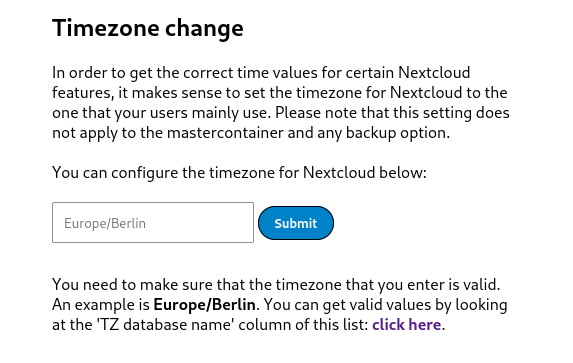 Timezone change
In order to get the correct time values for certain Nextcloud
features, it makes sense to set the timezone for Nextcloud to the
one that your users mainly use. Please note that this setting does
not apply to the mastercontainer and any backup option.
You can configure the timezone for Nextcloud below:
Europe/Berlin Submit
You need to make sure that the timezone that you enter is valid.
An example is Europe/Berlin. You can get valid values by looking
at the 'TZ database name' column of this list: click here.